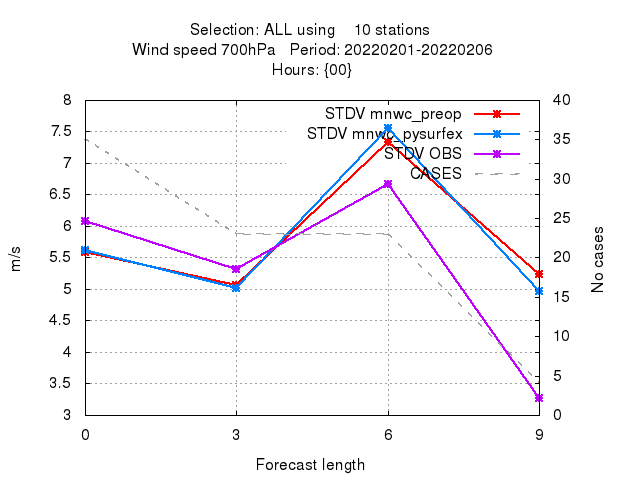 Selection: ALL using 10 stations
Wind speed 700hPa Period: 20220201-20220206
Hours: {00}
8
7.5
7
6.5
6
5.5
5
4.5
4
3.5
3
m/s
STDV mnwc_preop
STDV mnwc_pysurfex
STDV OBS
CASES
40
35
30
25
20
15
10
5
0
No cases
0 3 6 9
Forecast length